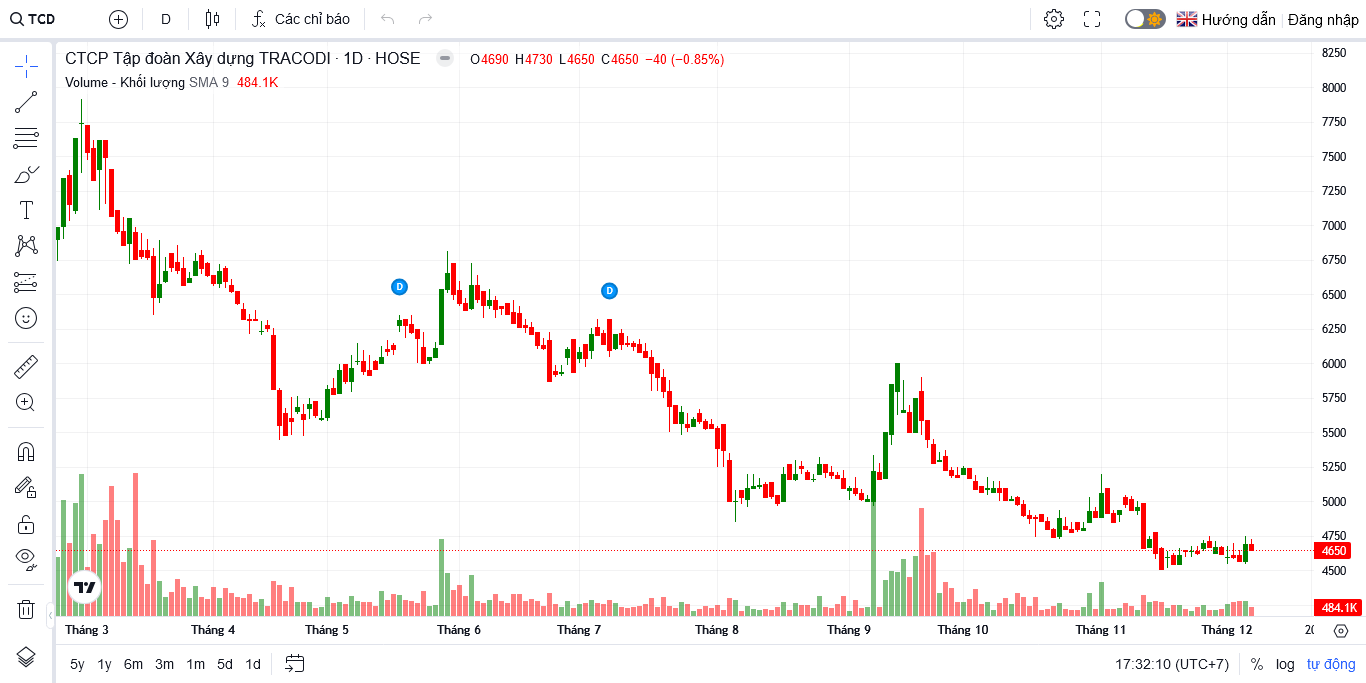 TCD D Các chỉ báo Hướng dẫn Đăng nhập
CTCP Tập đoàn Xây dựng TRACODI · 1D · HOSE O4690 H4730 L4650 C4650 −40 (−0.85%)
Volume - Khối lượng SMA 9 484.1K
8250
8000
7750
7500
7250
7000
6750
6500
6250
6000
5750
5500
5250
5000
4750
4650
4500
484.1K
D
D
Tháng 3 Tháng 4 Tháng 5 Tháng 6 Tháng 7 Tháng 8 Tháng 9 Tháng 10 Tháng 11 Tháng 12
5y 1y 6m 3m 1m 5d 1d 17:32:10 (UTC+7) % log tự động